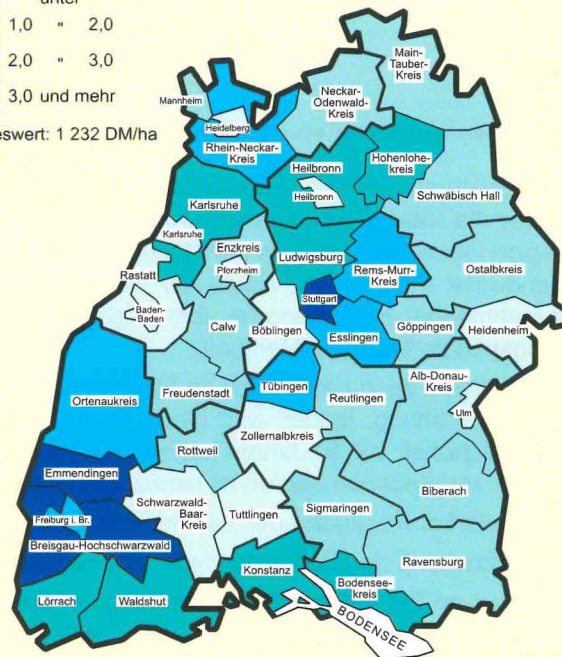 unter
1,0 " 2,0
2,0 " 3,0
3,0 und mehr
eswert: 1 232 DM/ha
Main-
Tauber-
Kreis
Mannheim
Neckar-
Odenwald-
Kreis
Heidelberg
Rhein-Neckar-
Kreis
Heilbronn
Hohenlohe-
kreis
Heilbronn
Schwäbisch Hall
Karlsruhe
Karlsruhe
Enzkreis
Pforzheim
Ludwigsburg
Rems-Murr-
Kreis
Ostalbkreis
Rastatt
Baden-
Baden
Stuttgart
Calw
Böblingen
Esslingen
Göppingen
Heidenheim
Alb-Donau-
Kreis
Ulm
Ortenaukreis
Freudenstadt
Tübingen
Reutlingen
Zollernalbkreis
Rottweil
Emmendingen
Biberach
Freiburg i. Br.
Schwarzwald-
Baar-
Kreis
Tuttlingen
Sigmaringen
Breisgau-Hochschwarzwald
Ravensburg
Konstanz
Bodensee-
kreis
Lörrach
Waldshut
BODENSEE